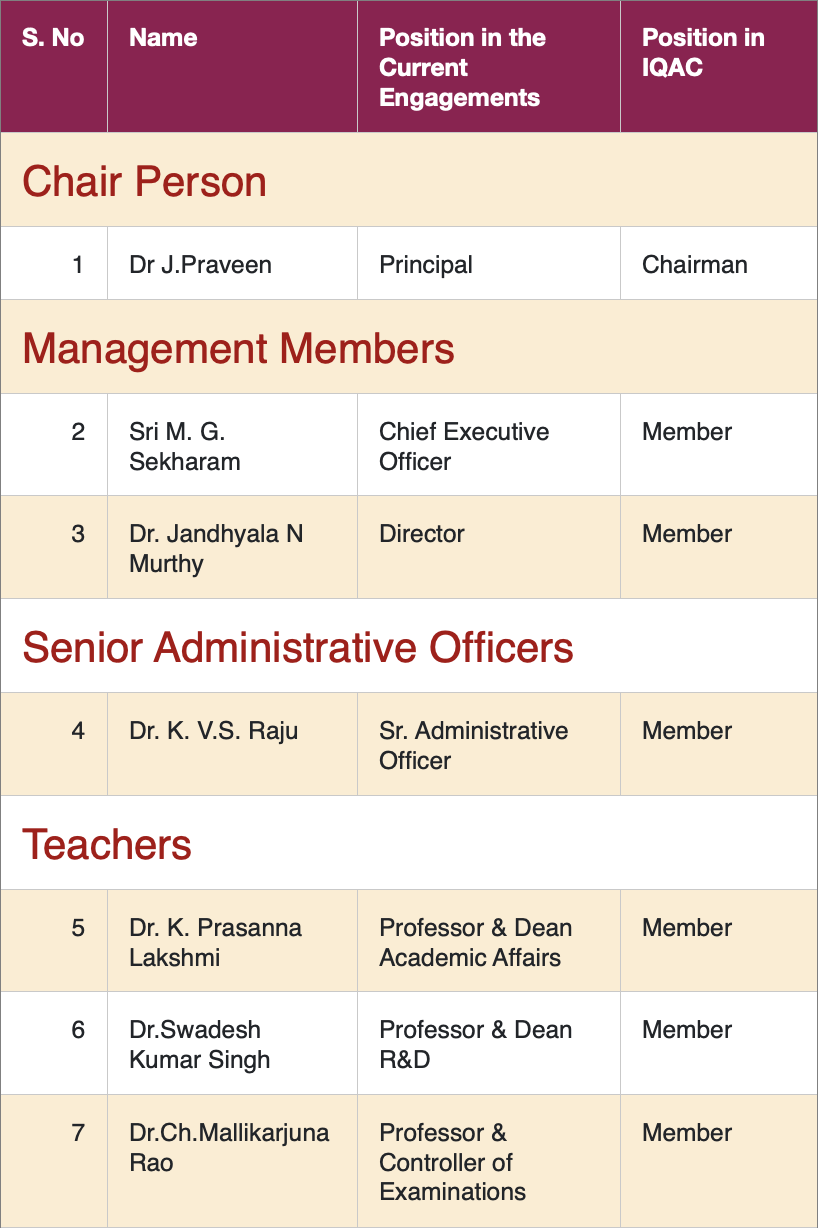 S. No Name Position in the Current Engagements Position in IQAC
Chair Person
1 Dr J.Praveen Principal Chairman
Management Members
2 Sri M. G. Sekharam Chief Executive Officer Member
3 Dr. Jandhyala N Murthy Director Member
Senior Administrative Officers
4 Dr. K. V.S. Raju Sr. Administrative Officer Member
Teachers
5 Dr. K. Prasanna Lakshmi Professor & Dean Academic Affairs Member
6 Dr.Swadesh Kumar Singh Professor & Dean R&D Member
7 Dr.Ch.Mallikarjuna Rao Professor & Controller of Examinations Member